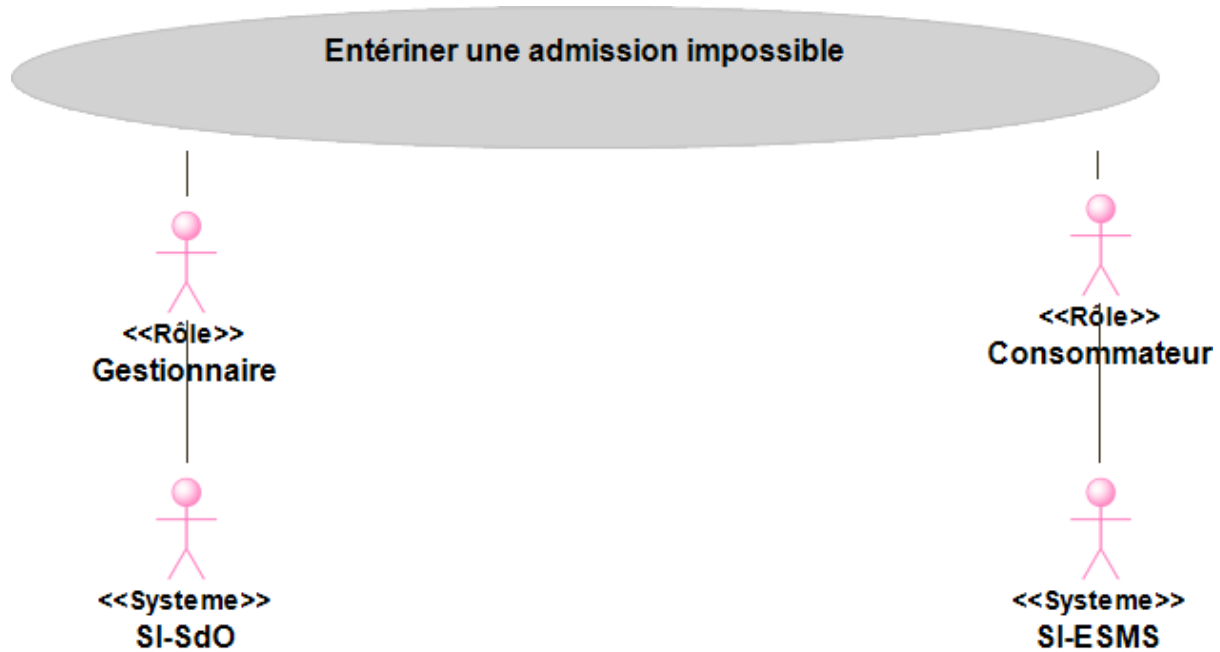 Entériner une admission impossible
<<Rôle>>
Gestionnaire
<<Rôle>>
Consommateur
<<Systeme>>
SI-SdO
<<Systeme>>
SI-ESMS